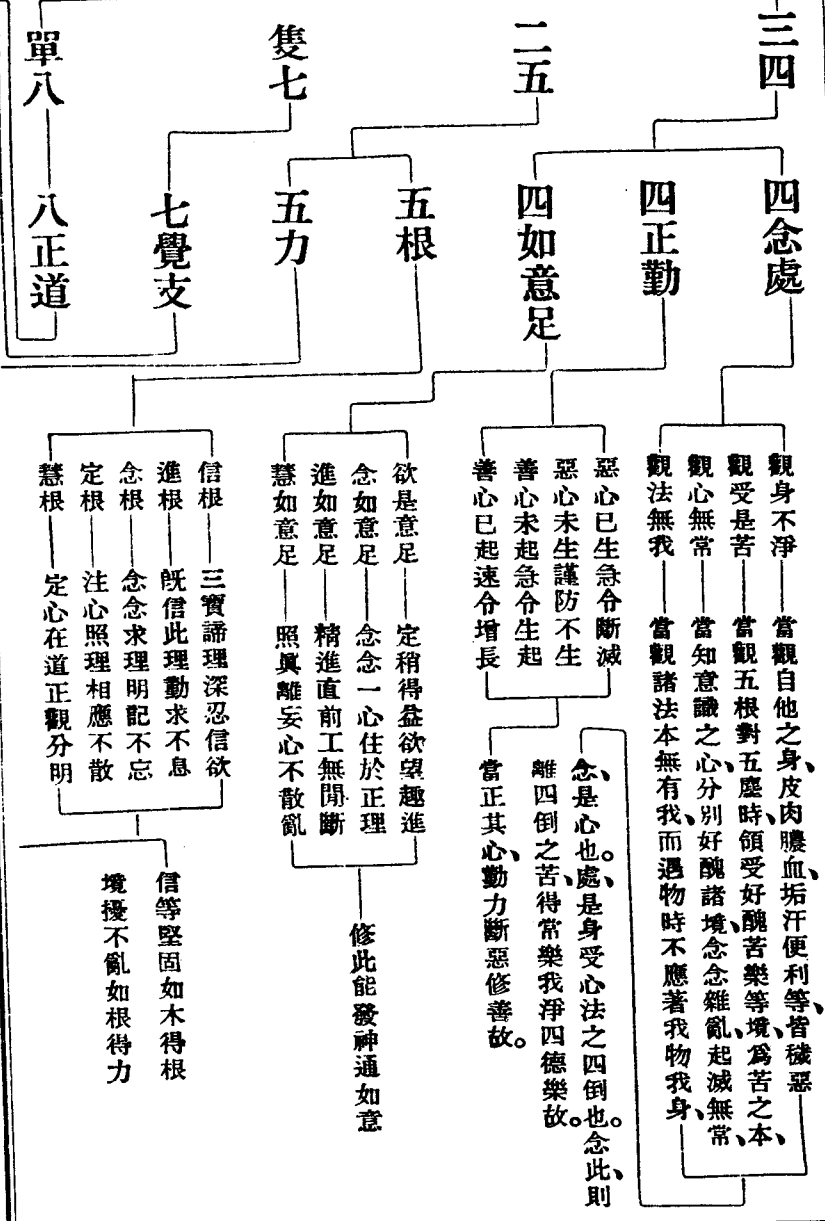 三四
二五
隻七
單八
四念處
四正勤
四如意足
五根
五力
七覺支
八正道
觀身不淨
當觀自他之身、皮肉膿血、垢汗便利等、皆穢惡
觀受是苦
當觀五根對五塵時、領受好醜苦樂等境、爲苦之本、
觀心無常
當知意識之心、分別好醜諸境、念念雜亂、起滅無常、
觀法無我
當觀諸法本無有我、而遇物時不應著我物我身、
念、是心也。處、是身受心法之四倒也。念此、則
離四倒之苦、得常樂我淨四德樂故。
惡心已生急令斷滅
惡心未生謹防不生
善心未起急令生起
善心已起速令增長
當正其心、勤力斷惡修善故。
欲是意足
定稍得益欲望趣進
念如意足
念念一心住於正理
進如意足
精進直前工無間斷
慧如意足
照眞離妄心不散亂
修此能發神通如意
信根
三寶諦理深忍信欲
進根
旣信此理勤求不息
念根
念念求理明記不忘
定根
注心照理相應不散
慧根
定心在道正觀分明
信等堅固如木得根
境擾不亂如根得力